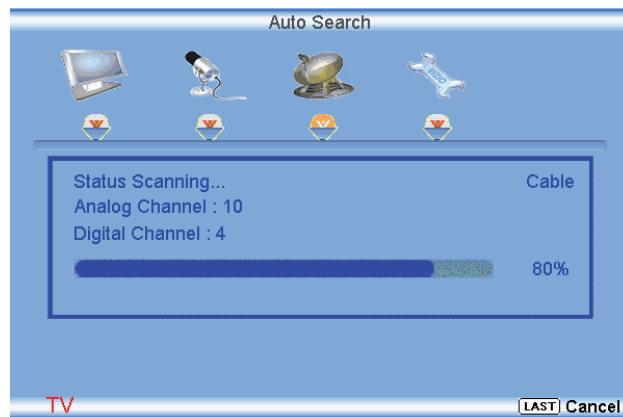 Auto Search
Status Scanning... Cable
Analog Channel : 10
Digital Channel : 4
80%
TV LAST Cancel